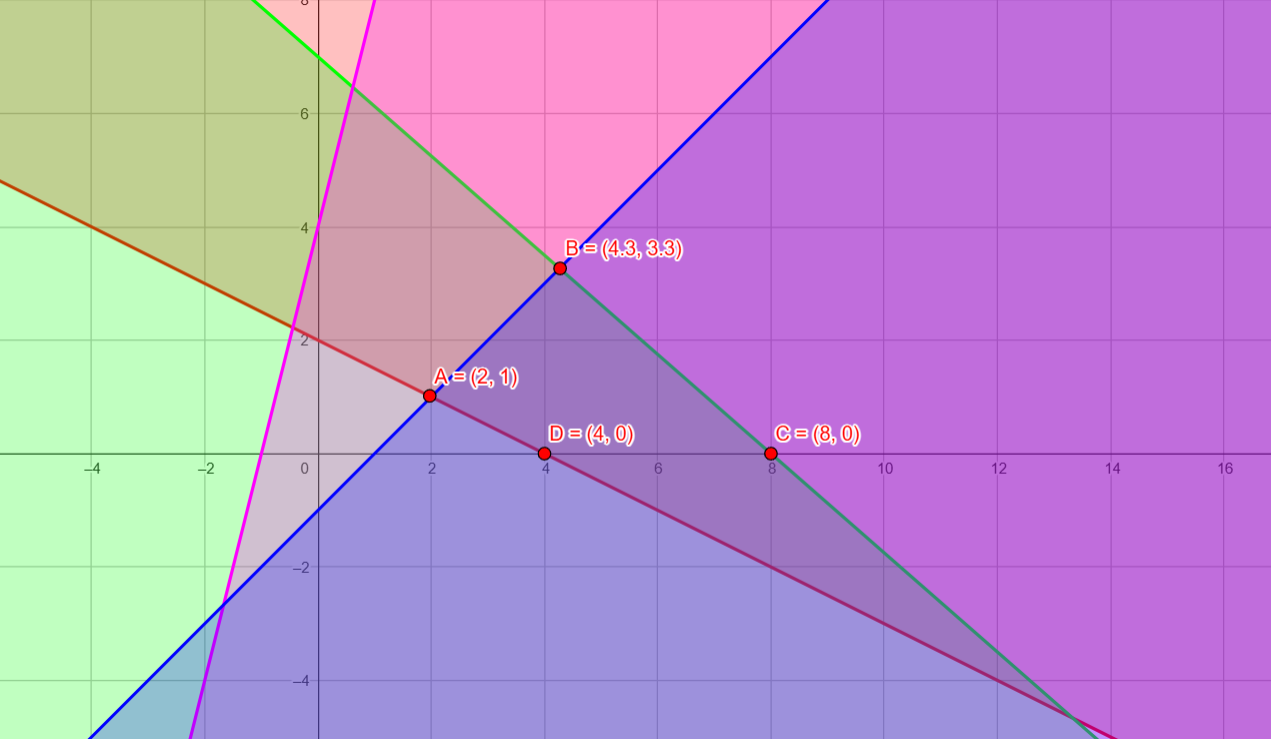 8
6
4
B = (4.3, 3.3)
2
A = (2, 1)
D = (4, 0)
C = (8, 0)
–4 –2 0 2 4 6 8 10 12 14 16
–2
–4